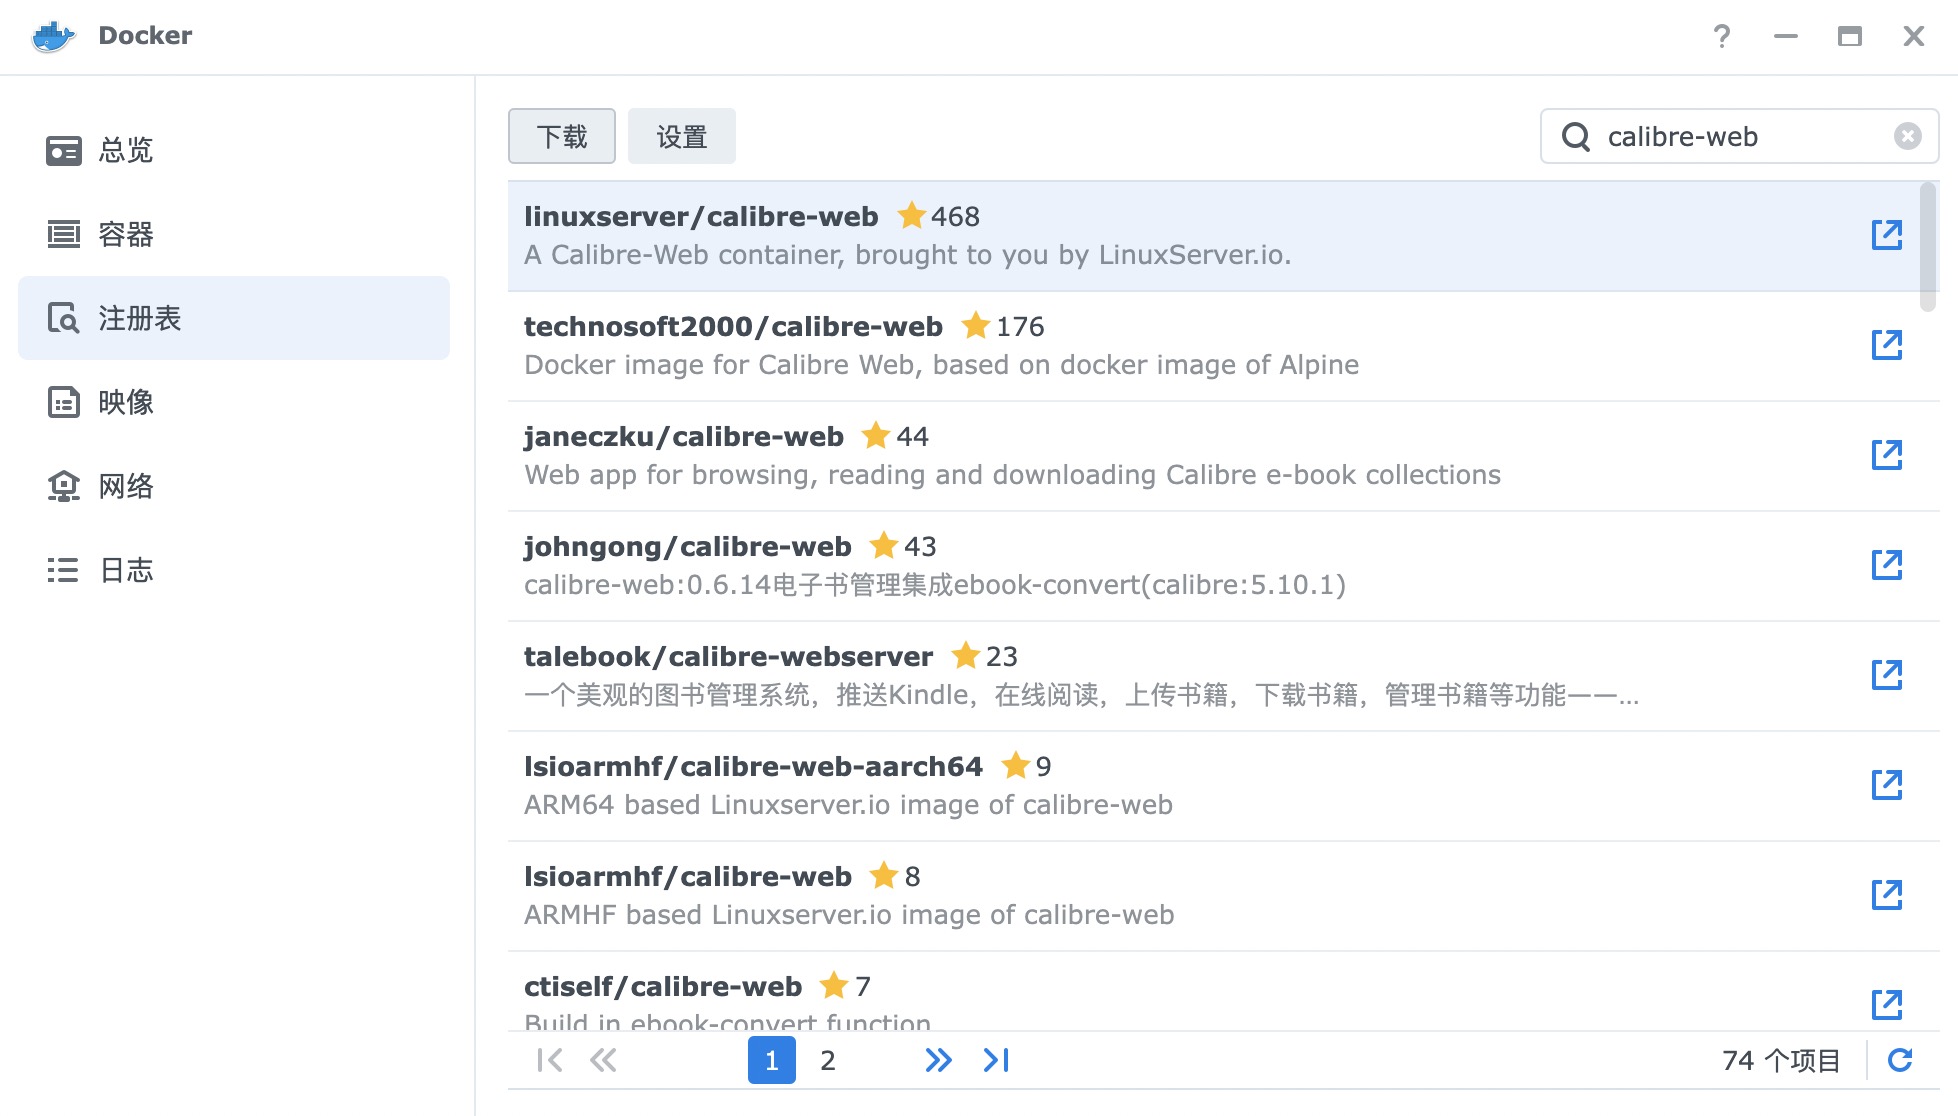 Docker
总览
容器
注册表
映像
网络
日志
下载
设置
calibre-web
linuxserver/calibre-web 468
A Calibre-Web container, brought to you by LinuxServer.io.
technosoft2000/calibre-web 176
Docker image for Calibre Web, based on docker image of Alpine
janeczku/calibre-web 44
Web app for browsing, reading and downloading Calibre e-book collections
johngong/calibre-web 43
calibre-web:0.6.14电子书管理集成ebook-convert(calibre:5.10.1)
talebook/calibre-webserver 23
一个美观的图书管理系统，推送Kindle，在线阅读，上传书籍，下载书籍，管理书籍等功能——...
lsioarmhf/calibre-web-aarch64 9
ARM64 based Linuxserver.io image of calibre-web
lsioarmhf/calibre-web 8
ARMHF based Linuxserver.io image of calibre-web
ctiself/calibre-web 7
Build in ebook-convert function
1 2
74 个项目